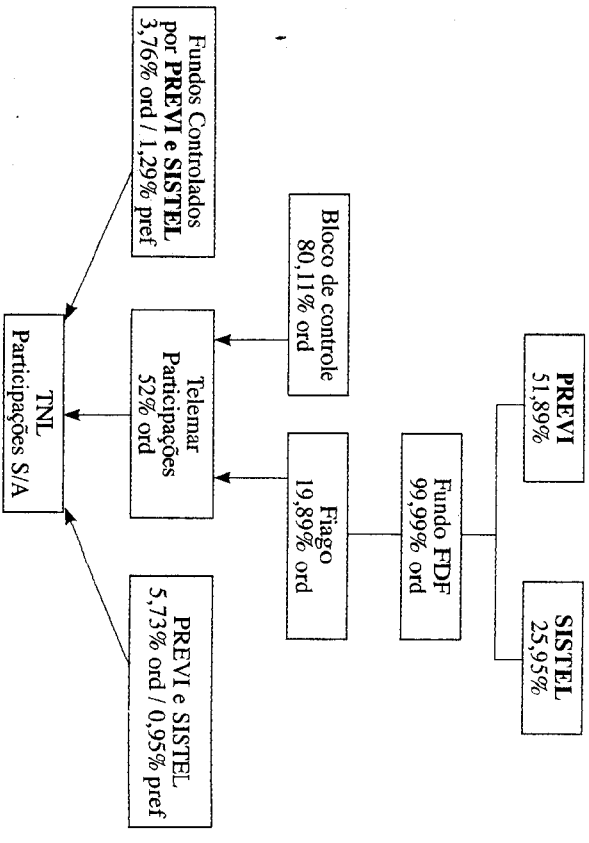 PREVI
51,89%
SISTEL
25,95%
Fundo FDF
99,99% ord
Bloco de controle
80,11% ord
Fiago
19,89% ord
Fundos Controlados
por PREVI e SISTEL
3,76% ord / 1,29% pref
Telemar
Participações
52% ord
PREVI e SISTEL
5,73% ord / 0,95% pref
TNL
Participações S/A